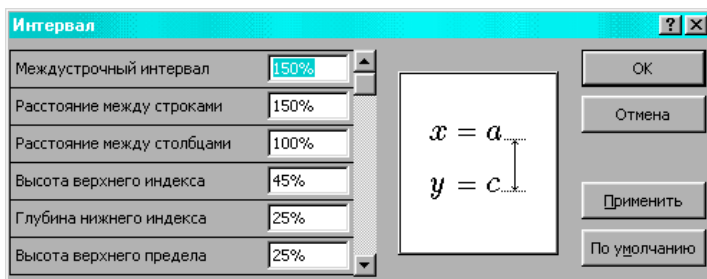 Интервал
Междустрочный интервал 150%
Расстояние между строками 150%
Расстояние между столбцами 100%
Высота верхнего индекса 45%
Глубина нижнего индекса 25%
Высота верхнего предела 25%
x = a
y = c
OK
Отмена
Применить
По умолчанию